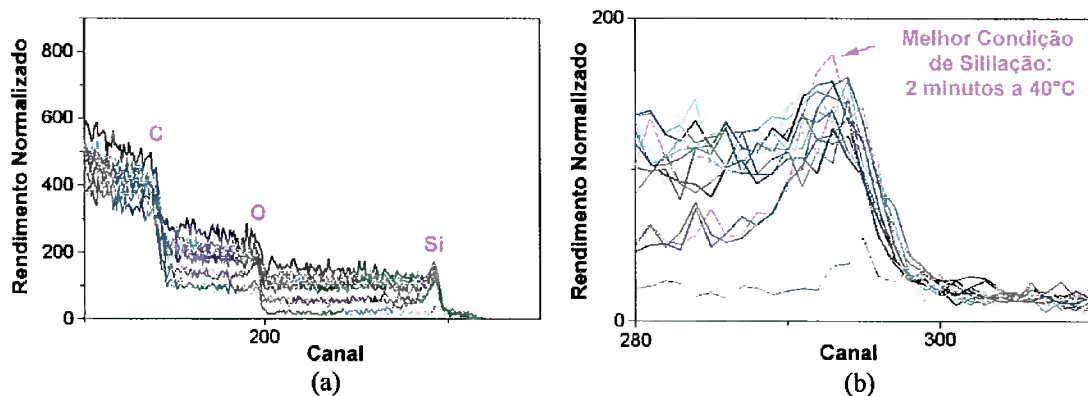 Rendimento Normalizado
800
600
400
200
0
C
O
Si
200
Canal
(a)
Rendimento Normalizado
200
0
Melhor Condição
de Sililação:
2 minutos a 40°C
280
300
Canal
(b)